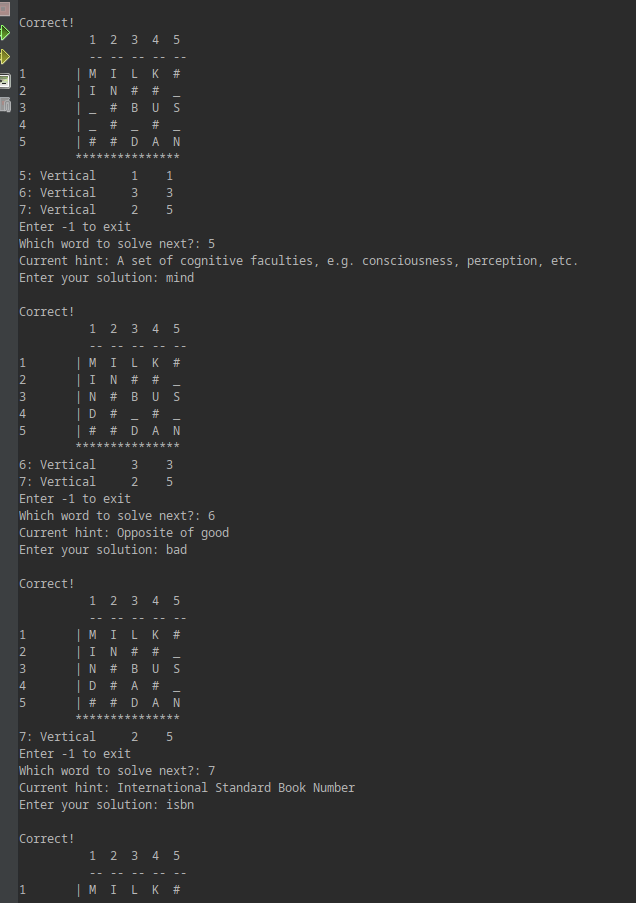 Correct!
          1  2  3  4  5
          -- -- -- -- --
1       | M  I  L  K  #
2       | I  N  #  #  _
3       | _  #  B  U  S
4       | _  #  _  #  _
5       | #  #  D  A  N
        ***************
5: Vertical     1    1
6: Vertical     3    3
7: Vertical     2    5
Enter -1 to exit
Which word to solve next?: 5
Current hint: A set of cognitive faculties, e.g. consciousness, perception, etc.
Enter your solution: mind
Correct!
          1  2  3  4  5
          -- -- -- -- --
1       | M  I  L  K  #
2       | I  N  #  #  _
3       | N  #  B  U  S
4       | D  #  _  #  _
5       | #  #  D  A  N
        ***************
6: Vertical     3    3
7: Vertical     2    5
Enter -1 to exit
Which word to solve next?: 6
Current hint: Opposite of good
Enter your solution: bad
Correct!
          1  2  3  4  5
          -- -- -- -- --
1       | M  I  L  K  #
2       | I  N  #  #  _
3       | N  #  B  U  S
4       | D  #  A  #  _
5       | #  #  D  A  N
        ***************
7: Vertical     2    5
Enter -1 to exit
Which word to solve next?: 7
Current hint: International Standard Book Number
Enter your solution: isbn
Correct!
          1  2  3  4  5
          -- -- -- -- --
1       | M  I  L  K  #